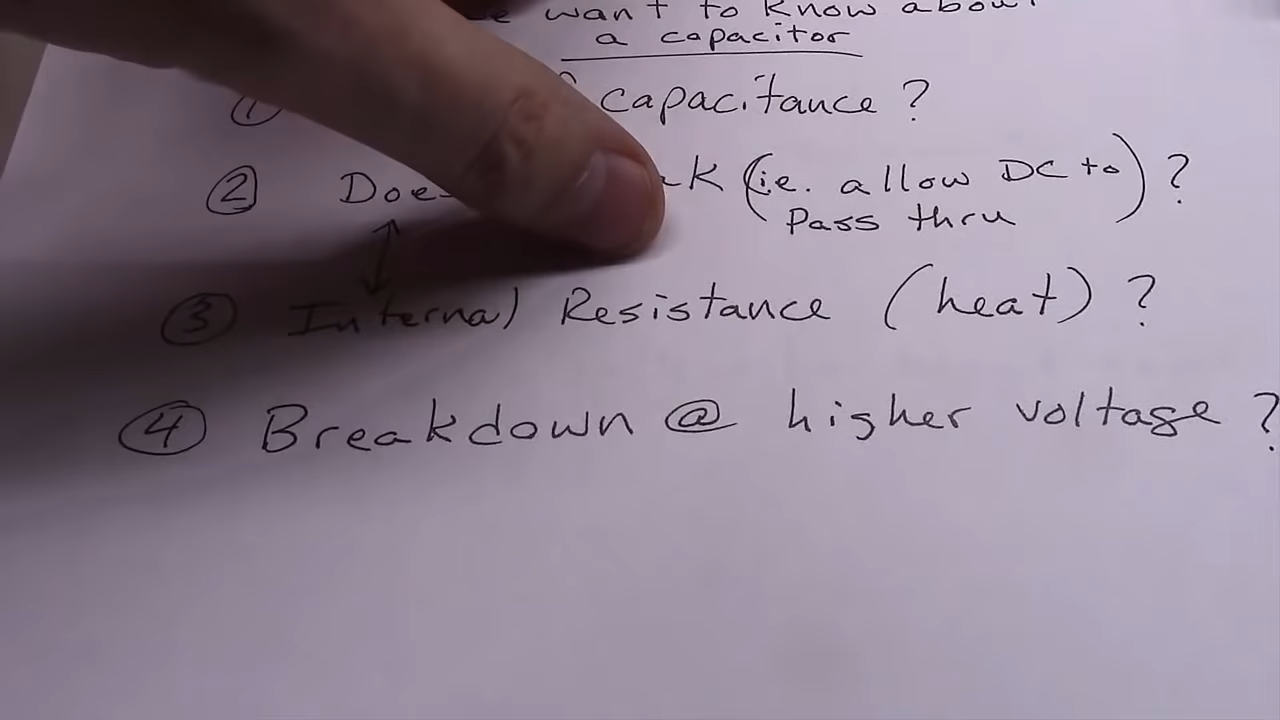 want to know about
a capacitor
① capacitance ?
② (ie. allow DC to) ?
Pass thru
③ Internal Resistance (heat) ?
④ Breakdown @ higher voltage ?